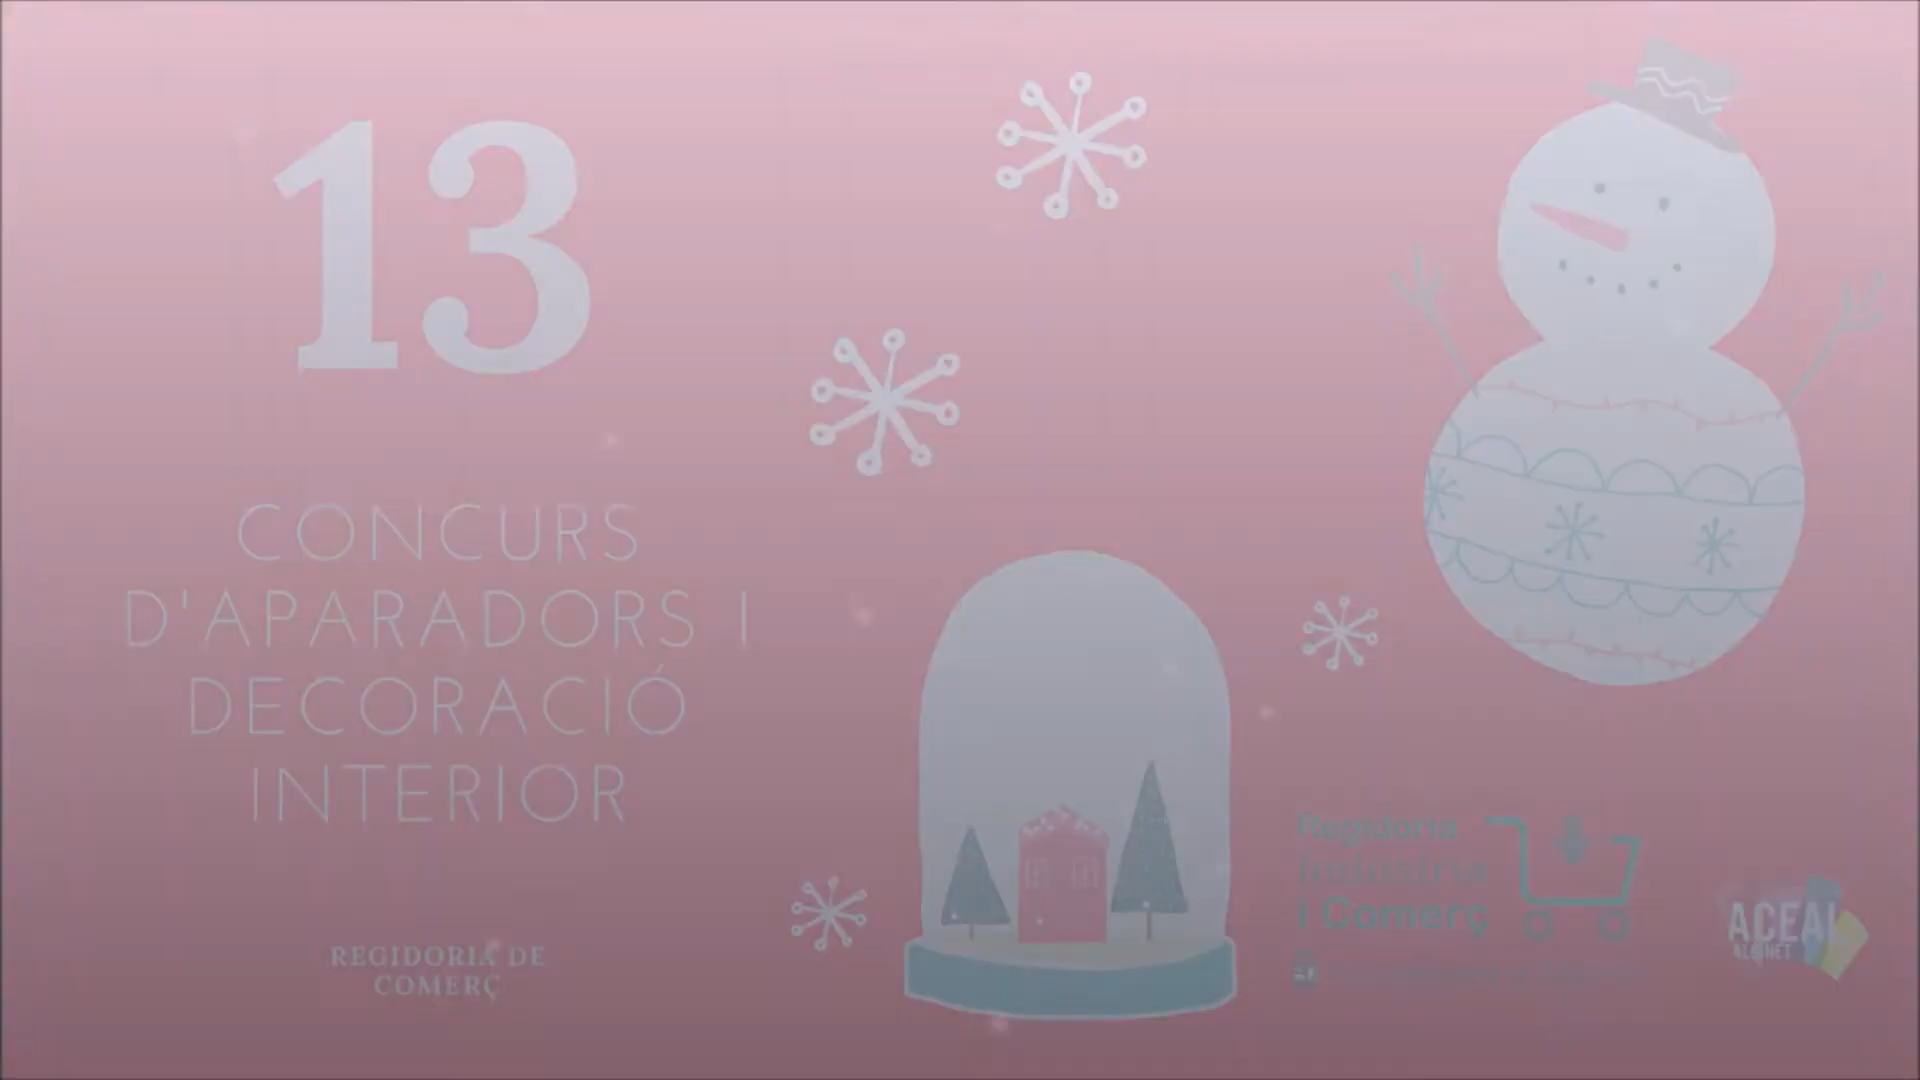 13
CONCURS
D'APARADORS I
DECORACIÓ
INTERIOR
REGIDORIA DE
COMERÇ
Regidoria
Indústria
i Comerç
ACEAL